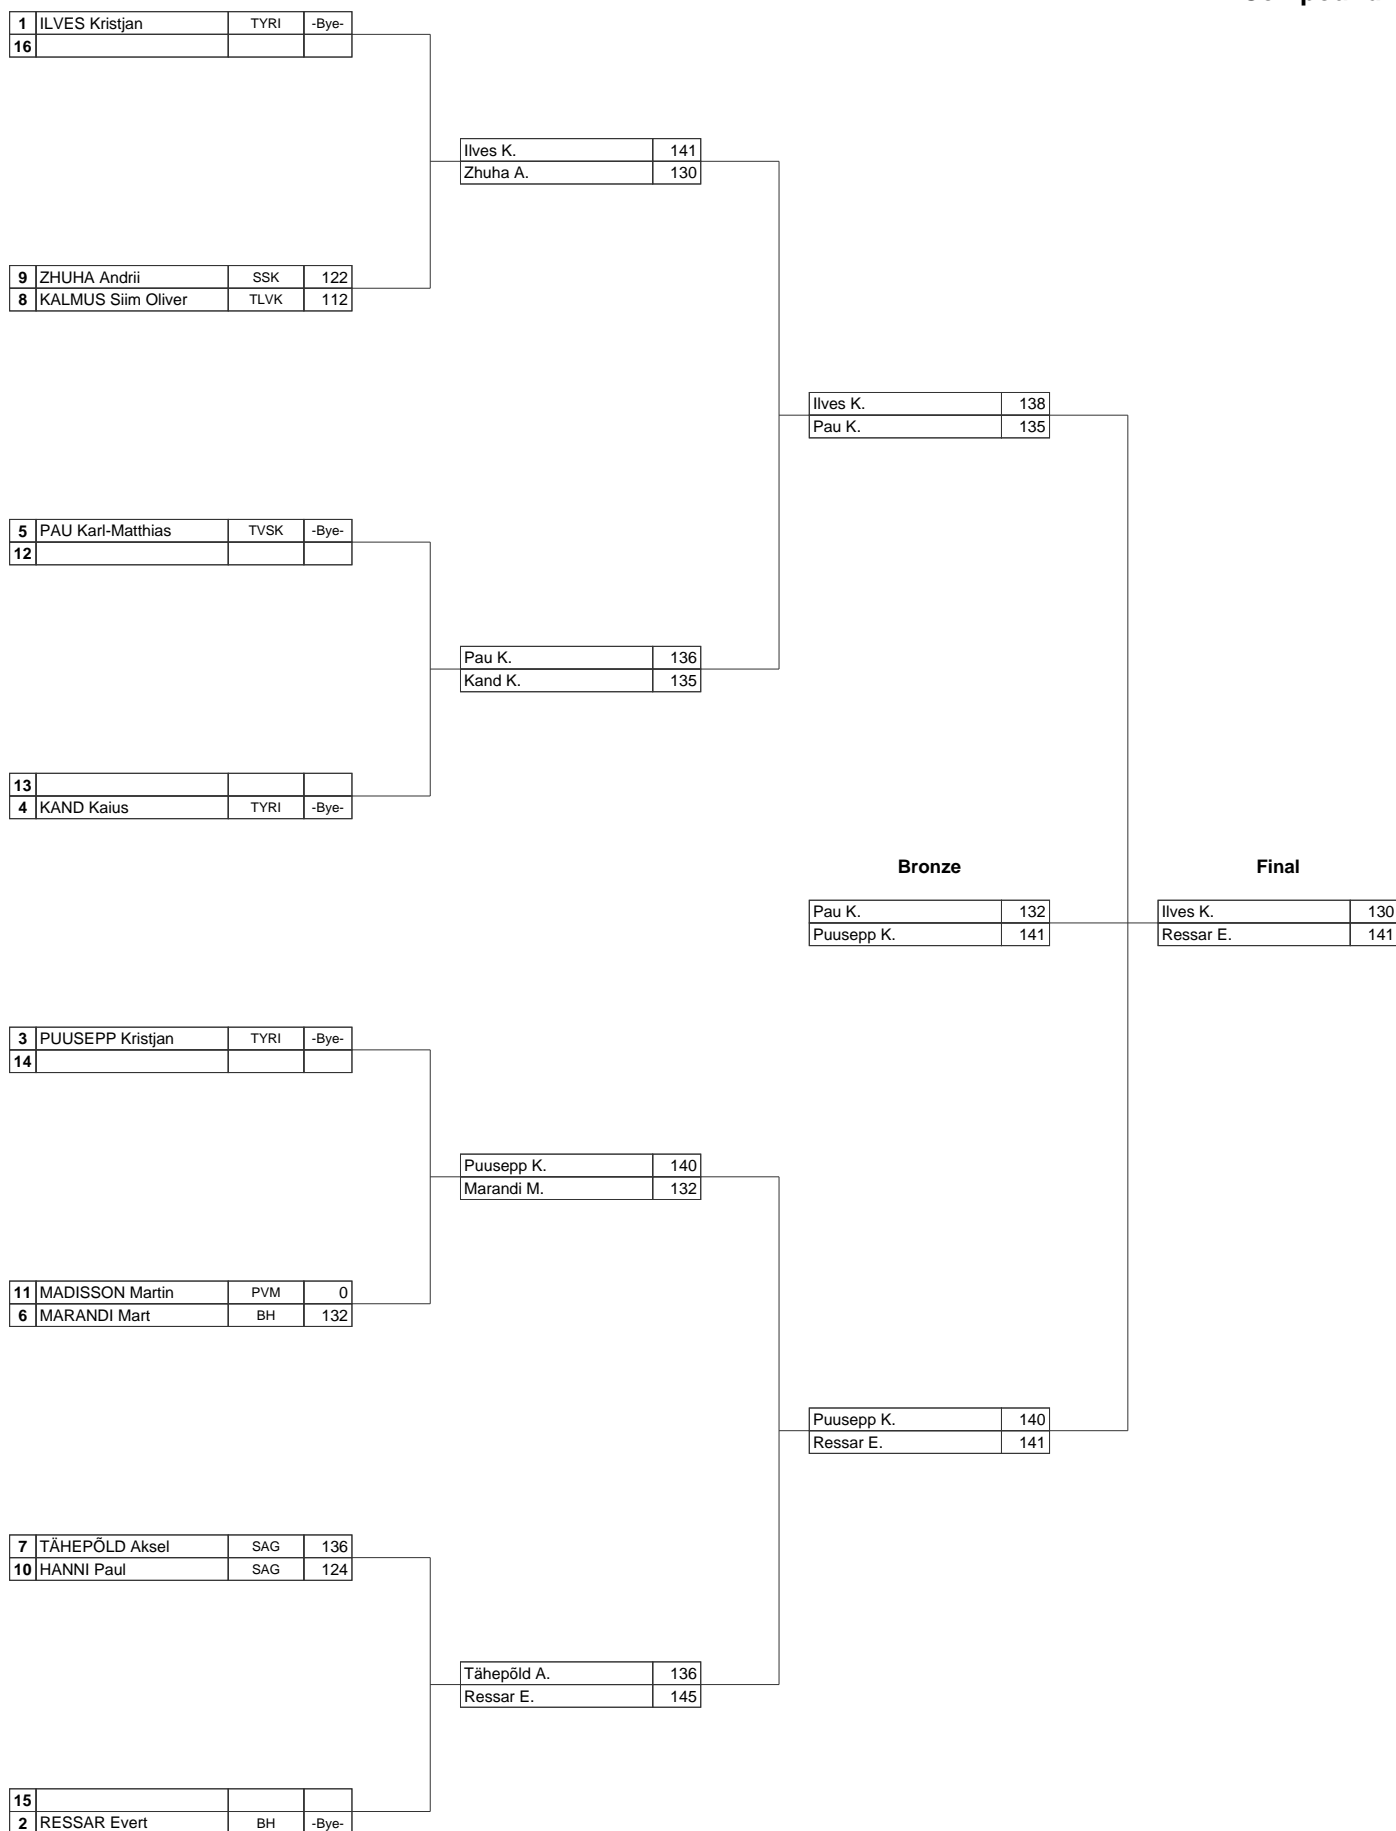 1 ILVES Kristjan TYRI -Bye-
16
Ilves K. 141
Zhuha A. 130
9 ZHUHA Andrii SSK 122
8 KALMUS Siim Oliver TLVK 112
Ilves K. 138
Pau K. 135
5 PAU Karl-Matthias TVSK -Bye-
12
Pau K. 136
Kand K. 135
13
4 KAND Kaius TYRI -Bye-
Bronze Final
Pau K. 132 Ilves K. 130
Puusepp K. 141 Ressar E. 141
3 PUUSEPP Kristjan TYRI -Bye-
14
Puusepp K. 140
Marandi M. 132
11 MADISSON Martin PVM 0
6 MARANDI Mart BH 132
Puusepp K. 140
Ressar E. 141
7 TÄHEPÕLD Aksel SAG 136
10 HANNI Paul SAG 124
Tähepõld A. 136
Ressar E. 145
15
2 RESSAR Evert BH -Bye-